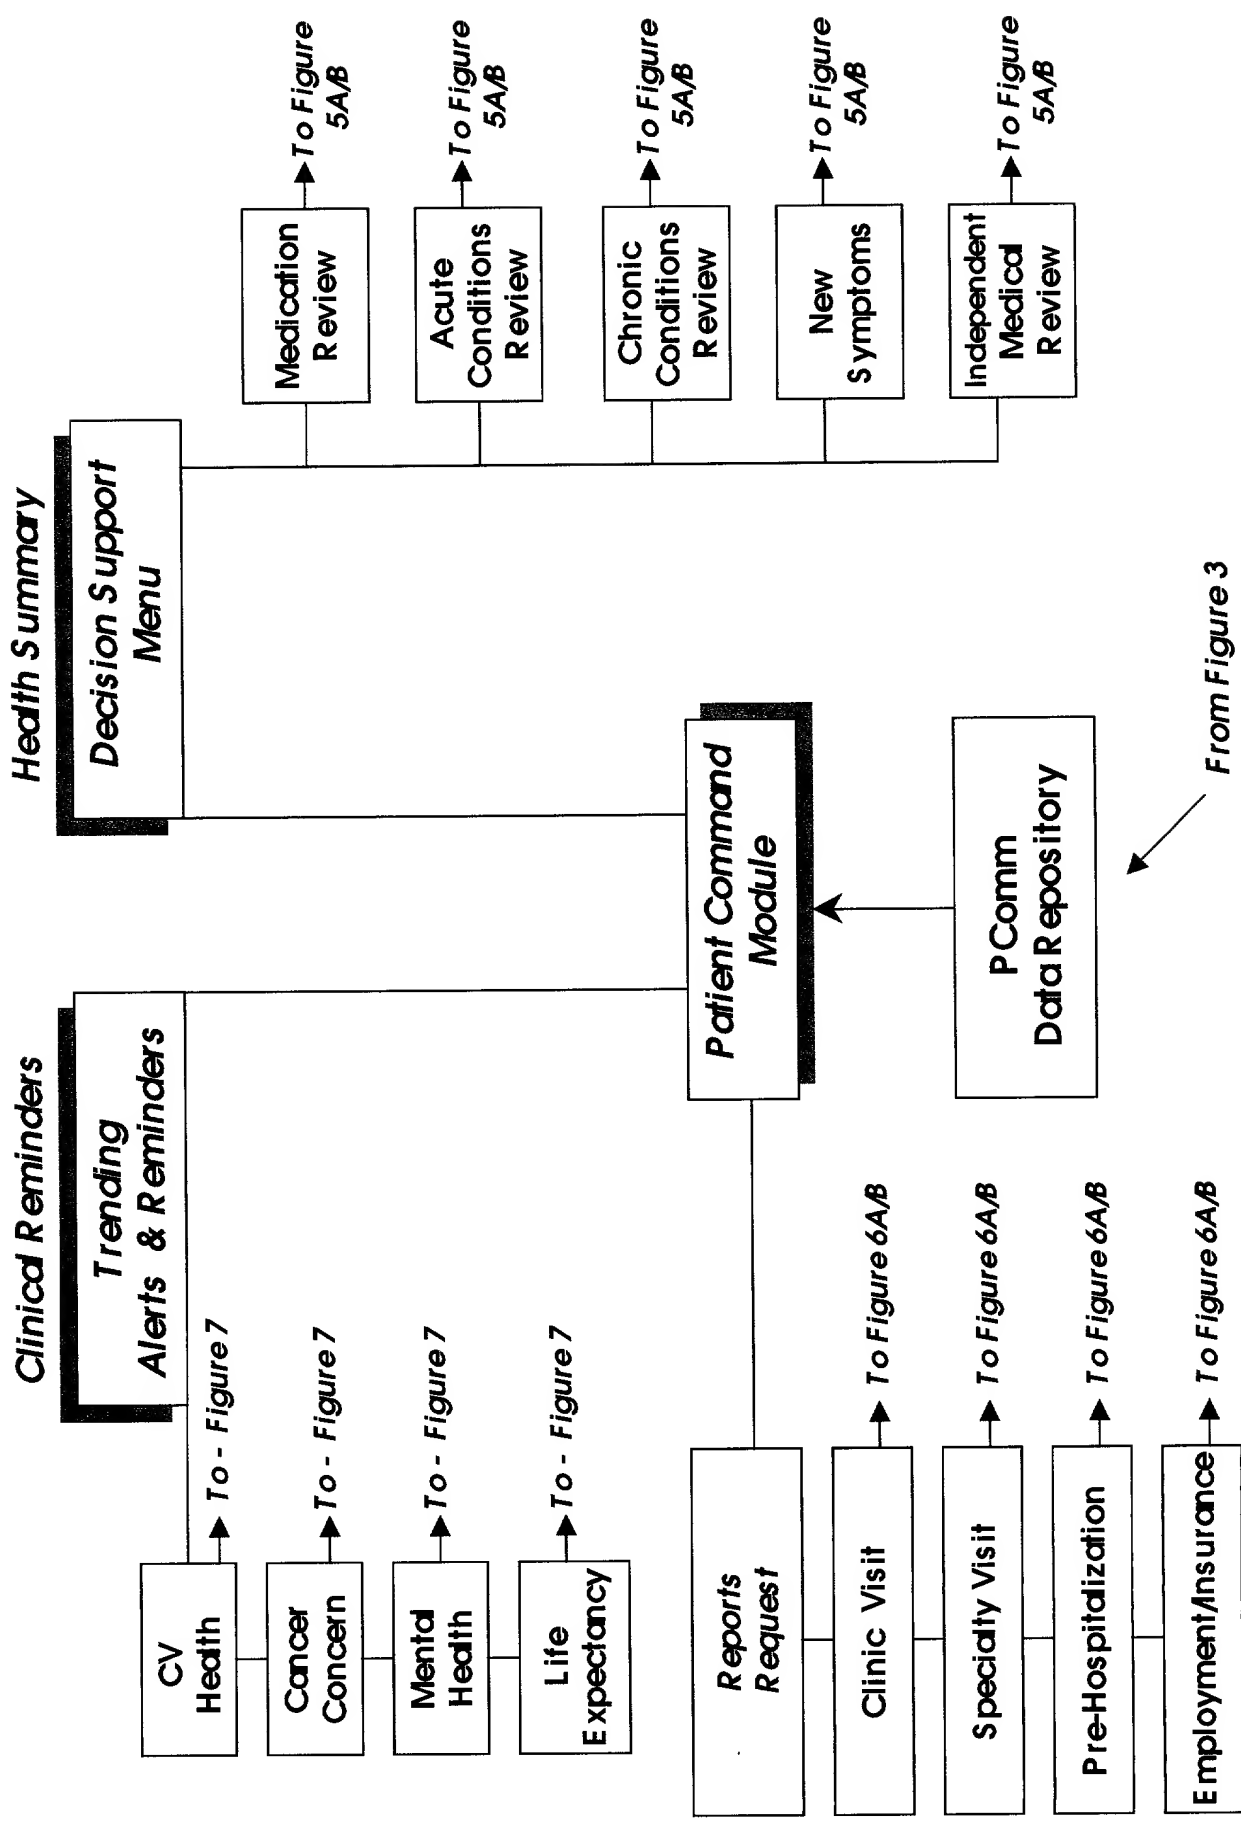 Clinical Reminders
Health Summary
Trending
Alerts & Reminders
Decision Support
Menu
CV
Health
To - Figure 7
Cancer
Concern
To - Figure 7
Mental
Health
To - Figure 7
Life
Expectancy
To - Figure 7
Medication
Review
To Figure
5A/B
Acute
Conditions
Review
To Figure
5A/B
Chronic
Conditions
Review
To Figure
5A/B
New
Symptoms
To Figure
5A/B
Independent
Medical
Review
To Figure
5A/B
Patient Command
Module
Reports
Request
Clinic Visit
To Figure 6A/B
Specialty Visit
To Figure 6A/B
Pre-Hospitalization
To Figure 6A/B
Employment/Insurance
To Figure 6A/B
PComm
Data Repository
From Figure 3